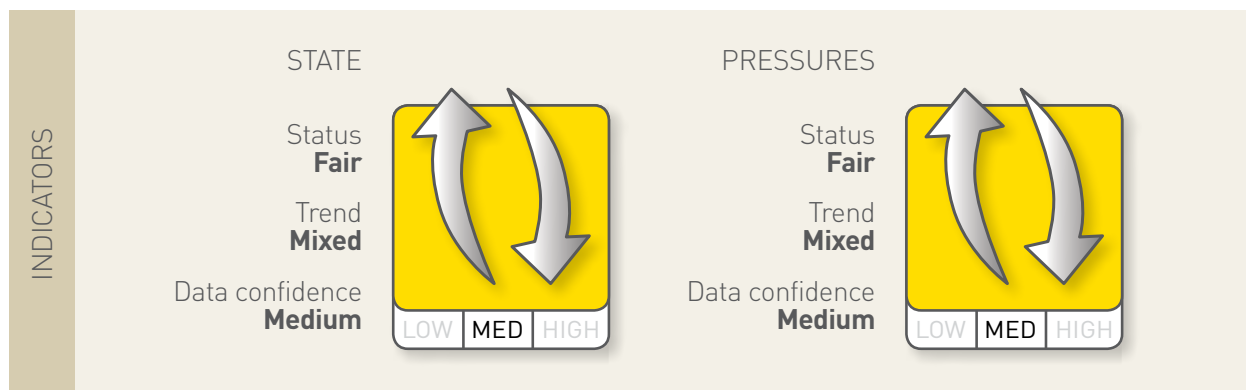 INDICATORS
STATE
Status
Fair
Trend
Mixed
Data confidence
Medium
LOW MED HIGH
PRESSURES
Status
Fair
Trend
Mixed
Data confidence
Medium
LOW MED HIGH